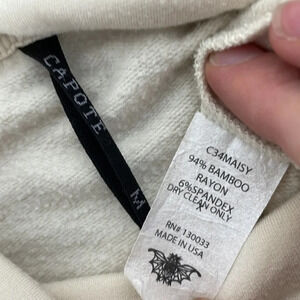 CAPOTE
M
C34MAISY
94% BAMBOO
RAYON
6%SPANDEX
DRY CLEAN ONLY
RN# 130033
MADE IN USA